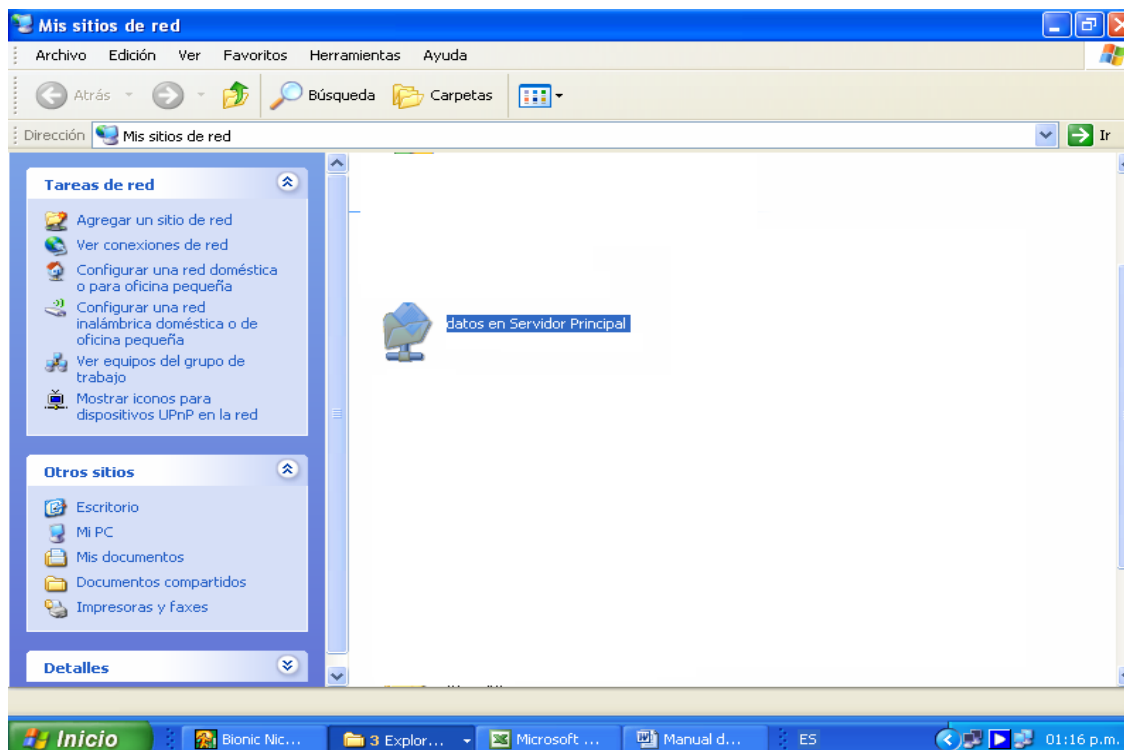 Mis sitios de red
Archivo Edición Ver Favoritos Herramientas Ayuda
Atrás Búsqueda Carpetas
Dirección Mis sitios de red Ir
Tareas de red
Agregar un sitio de red
Ver conexiones de red
Configurar una red doméstica
o para oficina pequeña
Configurar una red
inalámbrica doméstica o de
oficina pequeña
Ver equipos del grupo de
trabajo
Mostrar iconos para
dispositivos UPnP en la red
datos en Servidor Principal
Otros sitios
Escritorio
Mi PC
Mis documentos
Documentos compartidos
Impresoras y faxes
Detalles
Inicio Bionic Nic... 3 Explor... Microsoft ... Manual d... ES 01:16 p.m.